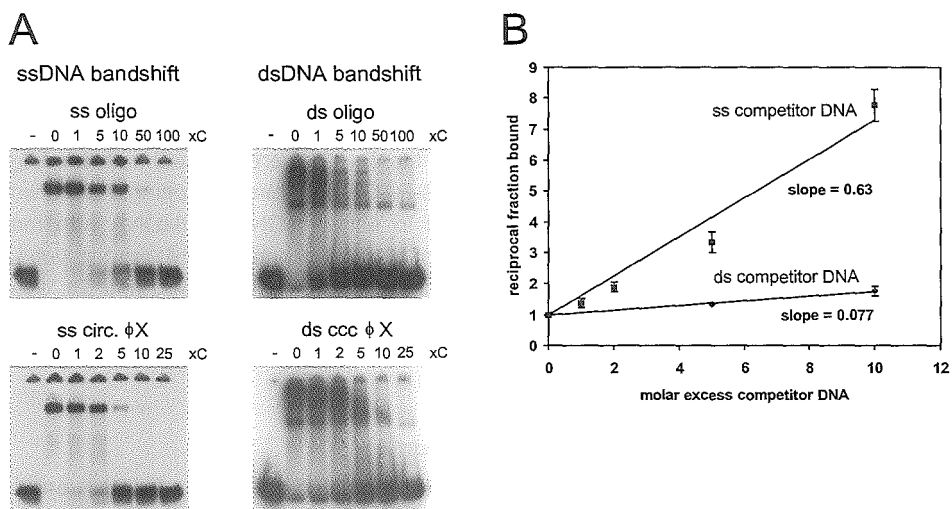 A
ssDNA bandshift
ss oligo
- 0 1 5 10 50 100 xC
dsDNA bandshift
ds oligo
- 0 1 5 10 50 100 xC
ss circ. ϕX
- 0 1 2 5 10 25 xC
ds ccc ϕ X
- 0 1 2 5 10 25 xC
B
reciprocal fraction bound
9
8
7
6
5
4
3
2
1
0
ss competitor DNA
slope = 0.63
ds competitor DNA
slope = 0.077
0 2 4 6 8 10 12
molar excess competitor DNA